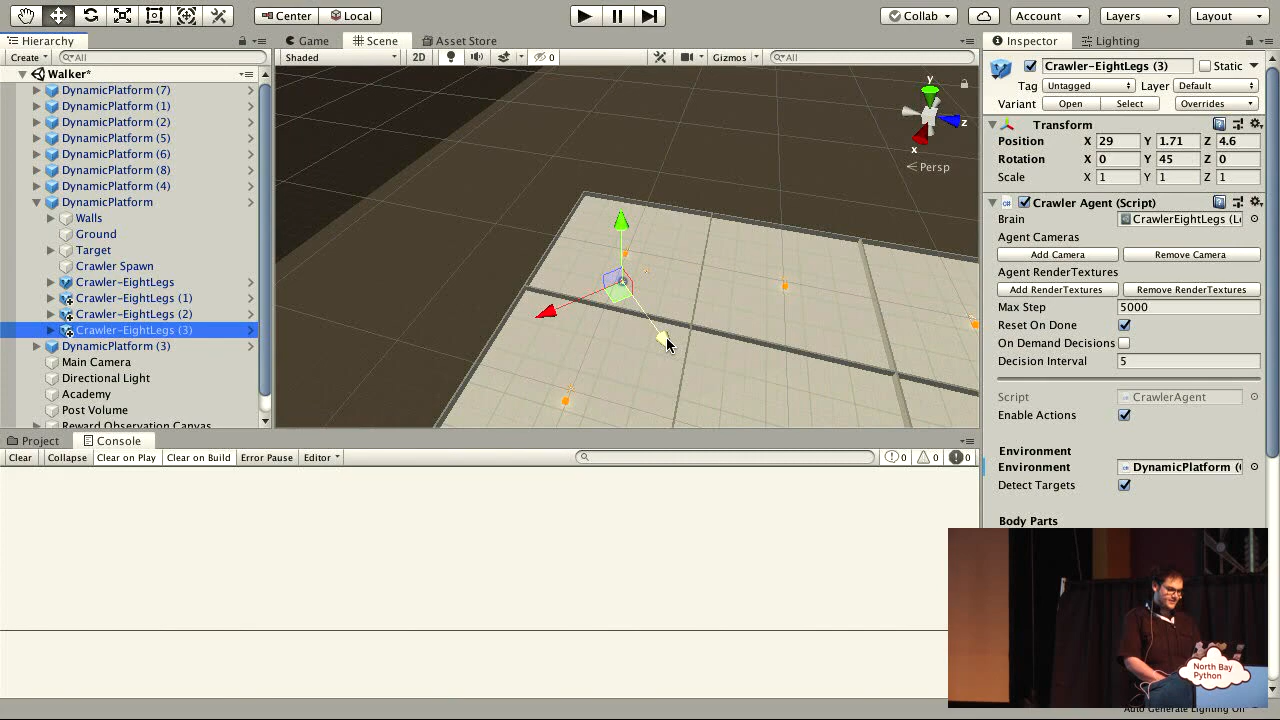 Center
Local
Collab
Account
Layers
Layout
Hierarchy
Game
Scene
Asset Store
Inspector
Lighting
Create
All
Shaded
2D
0
Gizmos
All
Crawler-EightLegs (3)
Static
Tag
Untagged
Layer
Default
Variant
Open
Select
Overrides
Walker*
DynamicPlatform (7)
DynamicPlatform (1)
DynamicPlatform (2)
DynamicPlatform (5)
DynamicPlatform (6)
DynamicPlatform (8)
DynamicPlatform (4)
DynamicPlatform
Walls
Ground
Target
Crawler Spawn
Crawler-EightLegs
Crawler-EightLegs (1)
Crawler-EightLegs (2)
Crawler-EightLegs (3)
DynamicPlatform (3)
Main Camera
Directional Light
Academy
Post Volume
Reward Observation Canvas
y
z
x
Persp
Transform
Position X 29 Y 1.71 Z 4.6
Rotation X 0 Y 45 Z 0
Scale X 1 Y 1 Z 1
Crawler Agent (Script)
Brain
CrawlerEightLegs (Le
Agent Cameras
Add Camera
Remove Camera
Agent RenderTextures
Add RenderTextures
Remove RenderTextures
Max Step
5000
Reset On Done
On Demand Decisions
Decision Interval
5
Script
CrawlerAgent
Enable Actions
Environment
Environment
DynamicPlatform (
Detect Targets
Body Parts
Project
Console
Clear
Collapse
Clear on Play
Clear on Build
Error Pause
Editor
0
0
0
North Bay
Python
Auto Generate Lighting On